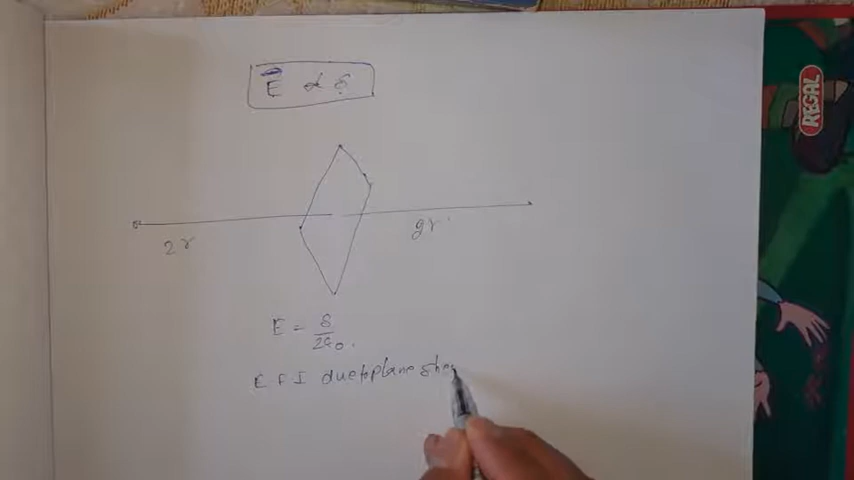 E ∝ δ
2r
gr
E = δ/2ε₀.
E F I due to plane she
REGAL